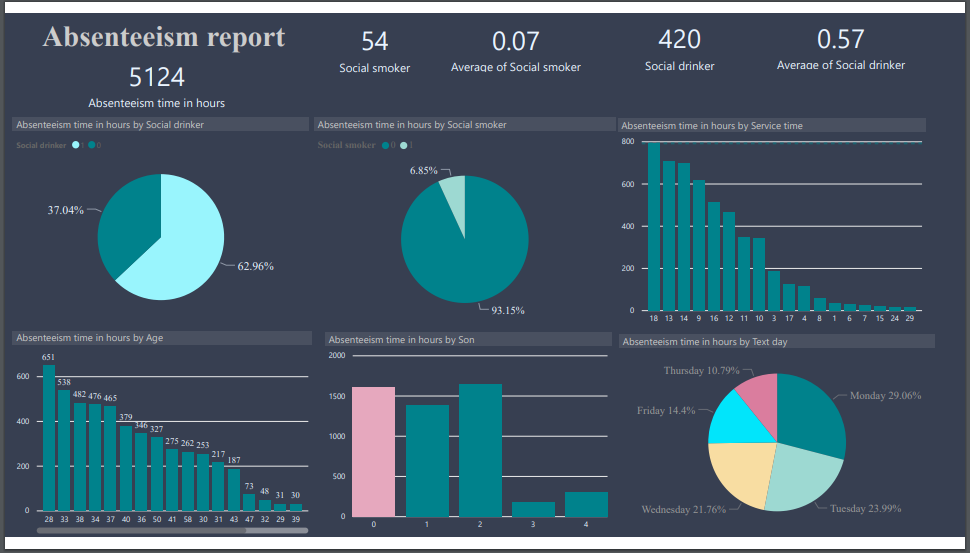 Absenteeism report
5124
Absenteeism time in hours
54
Social smoker
0.07
Average of Social smoker
420
Social drinker
0.57
Average of Social drinker
Absenteeism time in hours by Social drinker
Social drinker 1 0
37.04%
62.96%
Absenteeism time in hours by Social smoker
Social smoker 0 1
6.85%
93.15%
Absenteeism time in hours by Service time
800
600
400
200
0
18 13 14 9 16 12 11 10 3 17 4 8 1 6 7 15 24 29
Absenteeism time in hours by Age
600
400
200
0
651 538 482 476 465 379 346 327 275 262 253 217 187 73 48 31 30
28 33 38 34 37 40 36 50 41 58 30 31 43 47 32 29 39
Absenteeism time in hours by Son
2000
1500
1000
500
0
0 1 2 3 4
Absenteeism time in hours by Text day
Thursday 10.79%
Monday 29.06%
Friday 14.4%
Wednesday 21.76%
Tuesday 23.99%